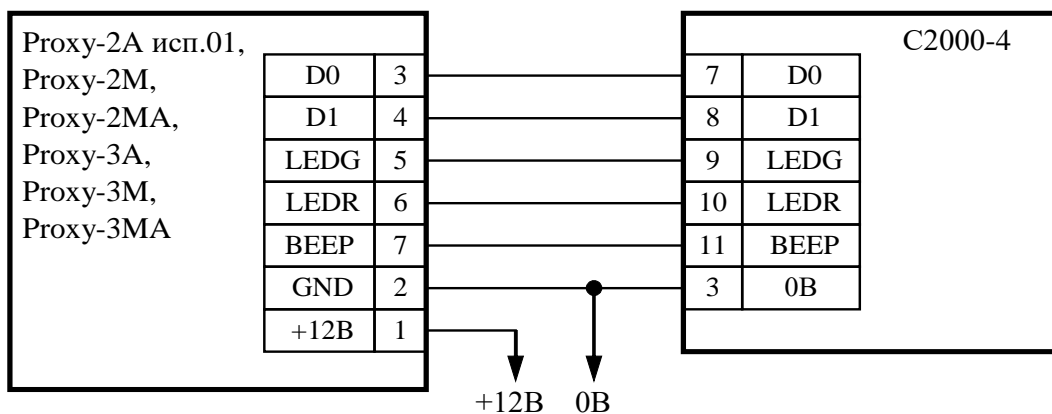 Proxy-2A исп.01,
Proxy-2M,
Proxy-2MA,
Proxy-3A,
Proxy-3M,
Proxy-3MA
D0 3
D1 4
LEDG 5
LEDR 6
BEEP 7
GND 2
+12В 1
С2000-4
7 D0
8 D1
9 LEDG
10 LEDR
11 BEEP
3 0В
+12В 0В